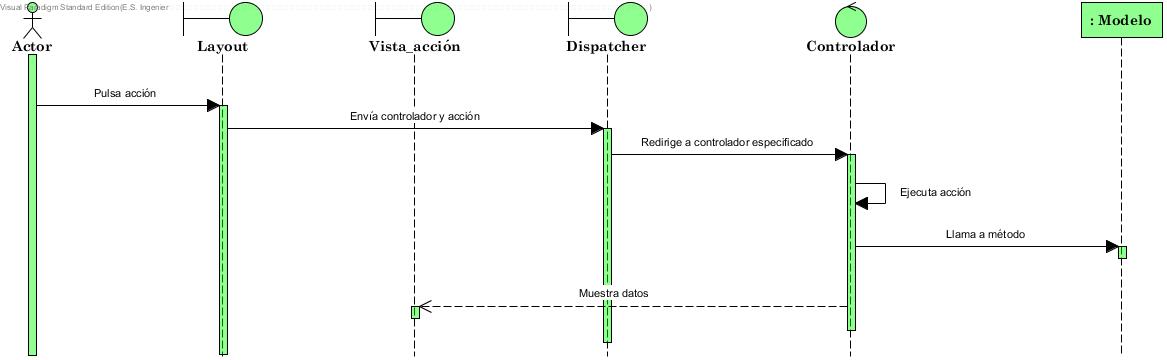 Visual Paradigm Standard Edition(E.S. Ingenier
)
Actor
Layout
Vista_acción
Dispatcher
Controlador
: Modelo
Pulsa acción
Envía controlador y acción
Redirige a controlador especificado
Ejecuta acción
Llama a método
Muestra datos